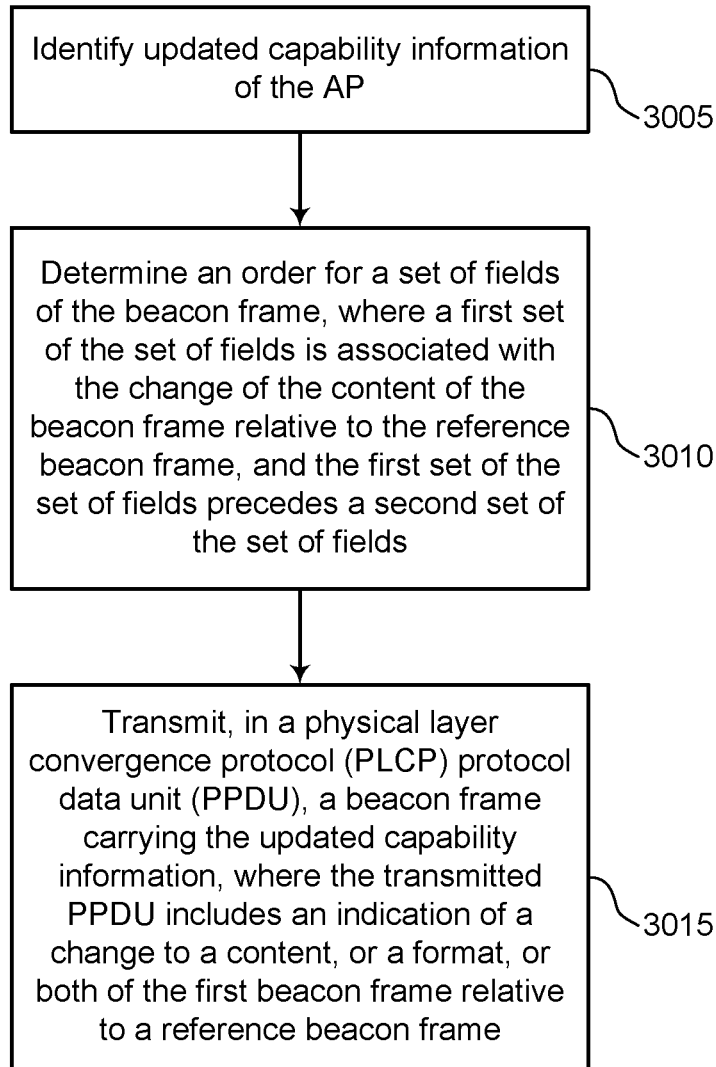 Identify updated capability information
of the AP
3005
Determine an order for a set of fields
of the beacon frame, where a first set
of the set of fields is associated with
the change of the content of the
beacon frame relative to the reference
beacon frame, and the first set of the
set of fields precedes a second set of
the set of fields
3010
Transmit, in a physical layer
convergence protocol (PLCP) protocol
data unit (PPDU), a beacon frame
carrying the updated capability
information, where the transmitted
PPDU includes an indication of a
change to a content, or a format, or
both of the first beacon frame relative
to a reference beacon frame
3015